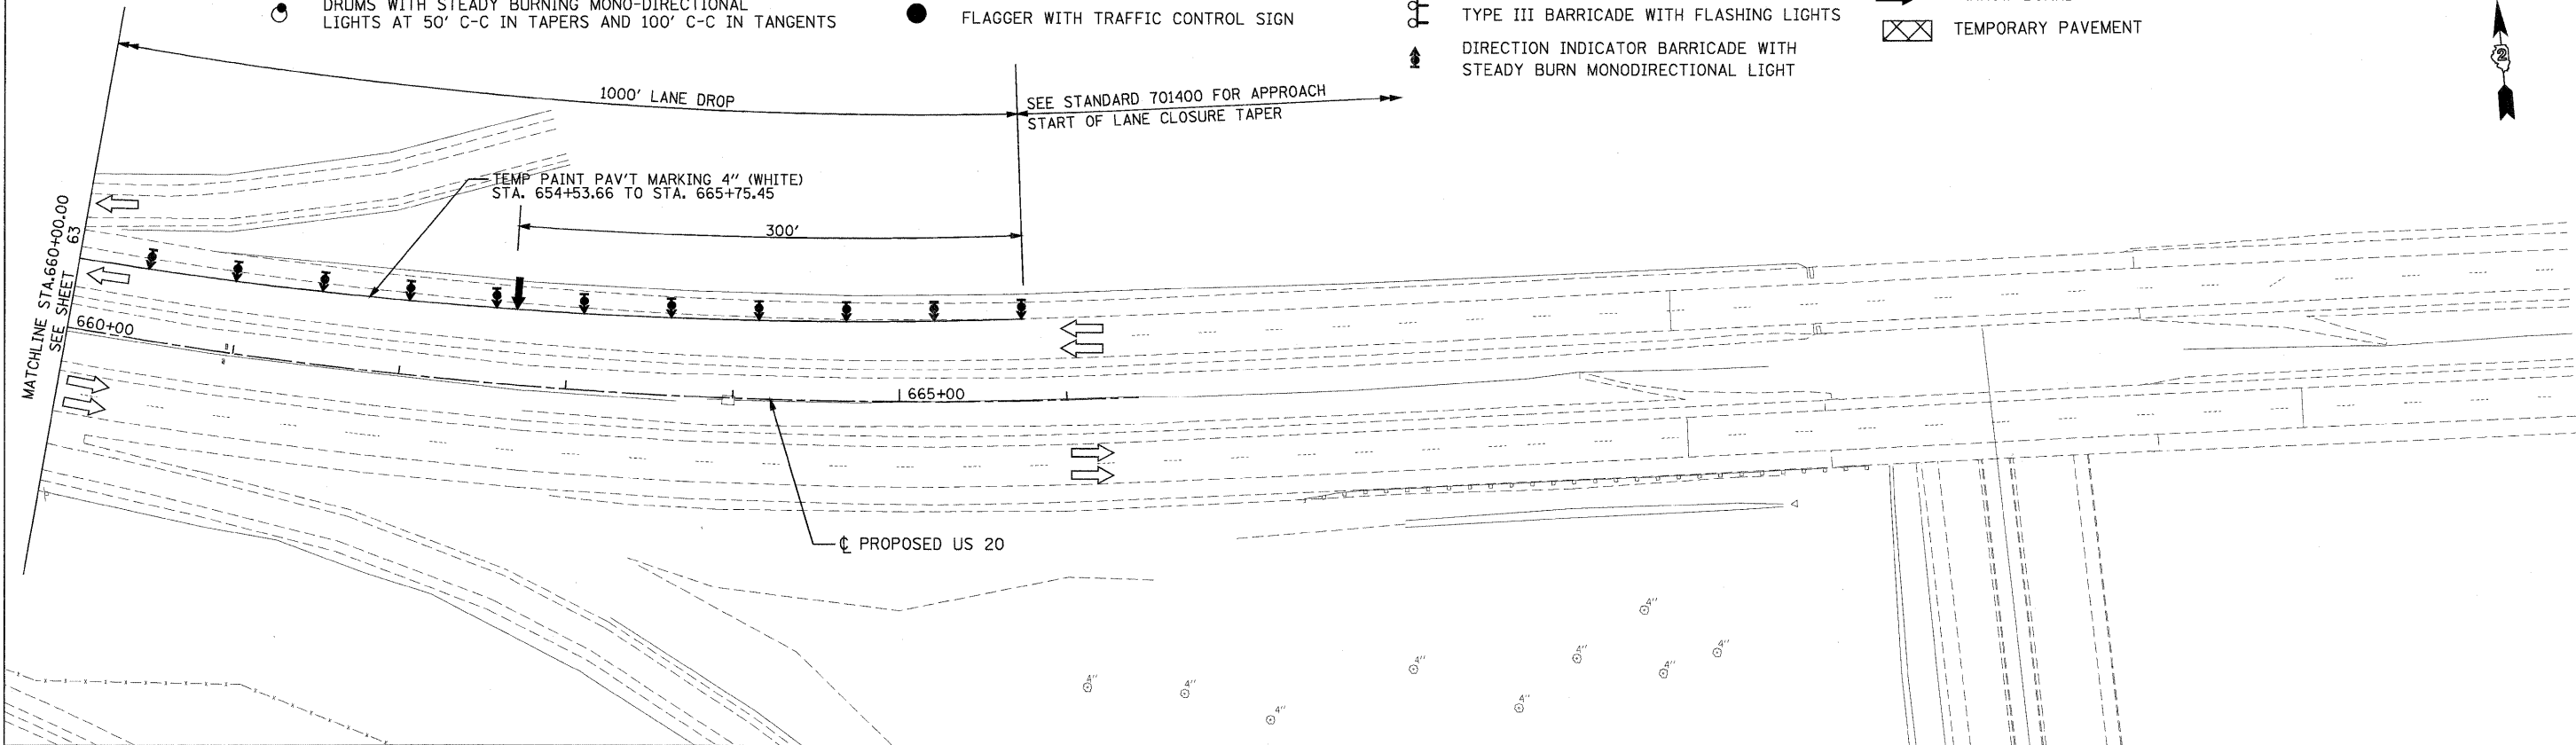 DRUMS WITH STEADY BURNING MONO-DIRECTIONAL
LIGHTS AT 50' C-C IN TAPERS AND 100' C-C IN TANGENTS
FLAGGER WITH TRAFFIC CONTROL SIGN
TYPE III BARRICADE WITH FLASHING LIGHTS
DIRECTION INDICATOR BARRICADE WITH
STEADY BURN MONODIRECTIONAL LIGHT
TEMPORARY PAVEMENT
2
1000' LANE DROP
SEE STANDARD 701400 FOR APPROACH
START OF LANE CLOSURE TAPER
TEMP PAINT PAV'T MARKING 4" (WHITE)
STA. 654+53.66 TO STA. 665+75.45
300'
MATCHLINE STA.660+00.00
SEE SHEET 63
660+00
665+00
℄ PROPOSED US 20
4"
4"
4"
4"
4"
4"
4"
4"
4"